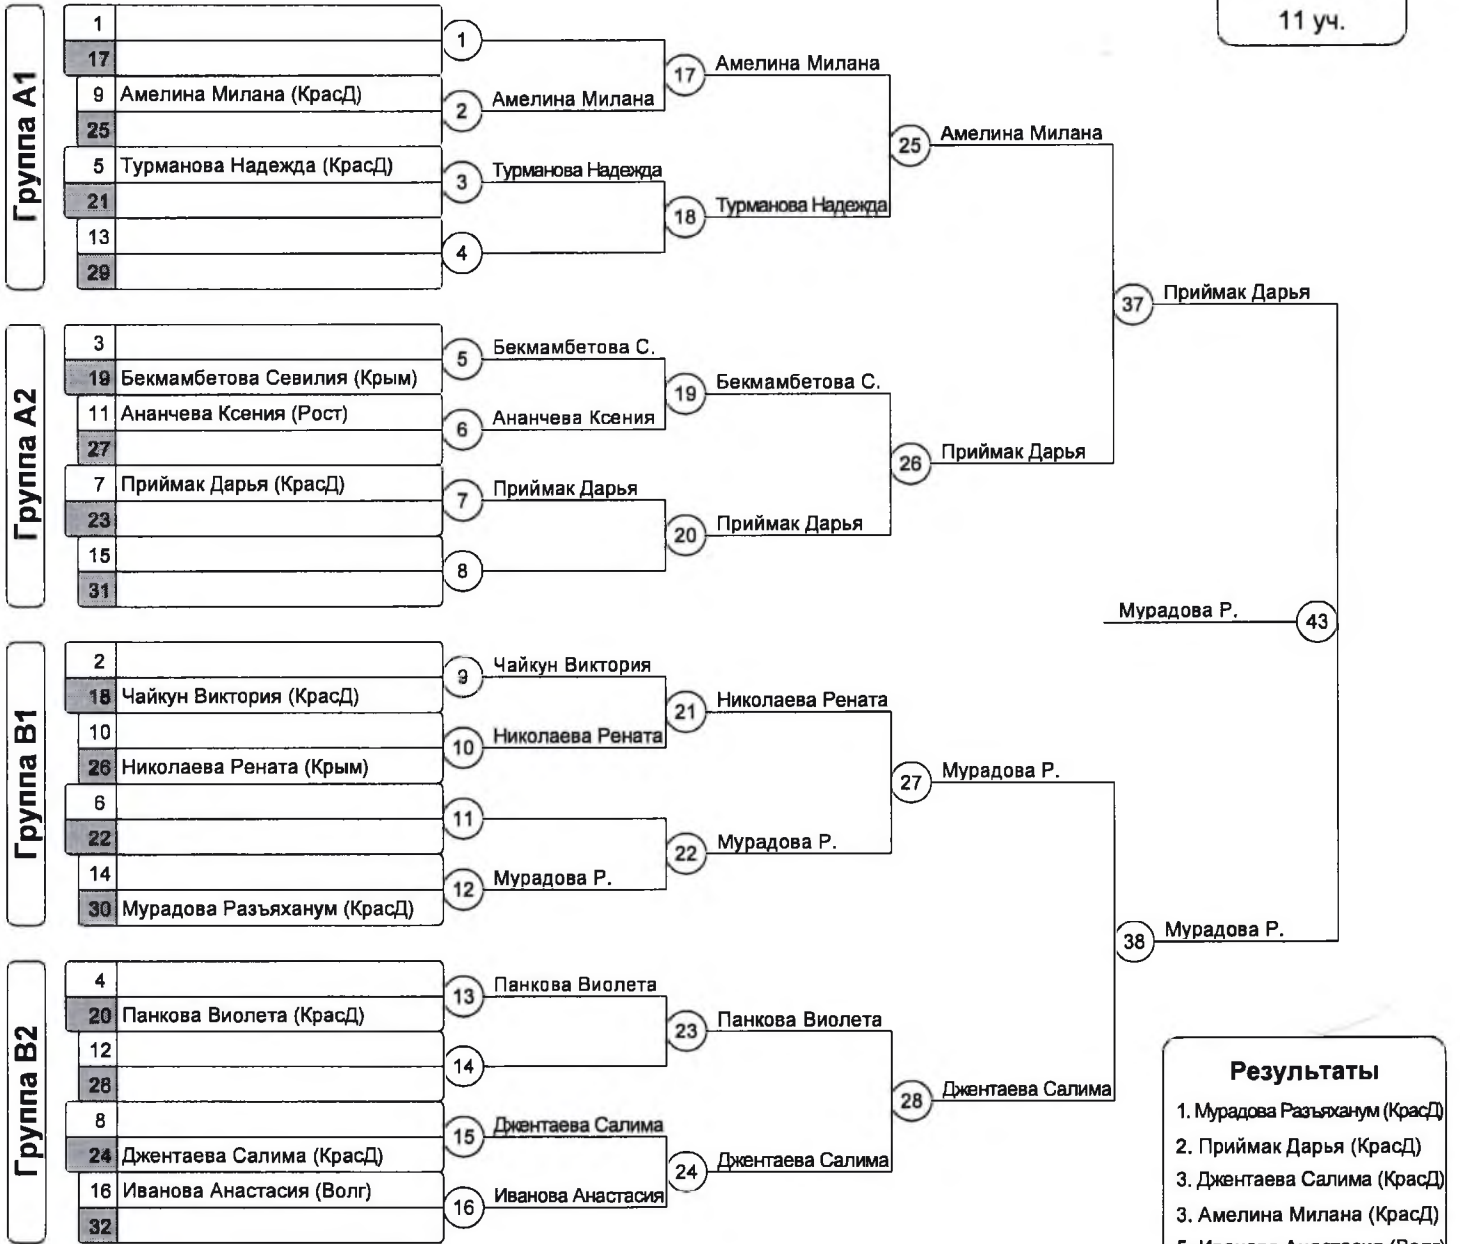 11 уч.
Группа A1
1
17
9 Амелина Милана (КрасД)
25
5 Турманова Надежда (КрасД)
21
13
29
1
2 Амелина Милана
3 Турманова Надежда
4
17 Амелина Милана
18 Турманова Надежда
25 Амелина Милана
Группа A2
3
19 Бекмамбетова Севилия (Крым)
11 Ананчева Ксения (Рост)
27
7 Приймак Дарья (КрасД)
23
15
31
5 Бекмамбетова С.
6 Ананчева Ксения
7 Приймак Дарья
8
19 Бекмамбетова С.
20 Приймак Дарья
26 Приймак Дарья
37 Приймак Дарья
Мурадова Р. 43
Группа B1
2
18 Чайкун Виктория (КрасД)
10
26 Николаева Рената (Крым)
6
22
14
30 Мурадова Разъяханум (КрасД)
9 Чайкун Виктория
10 Николаева Рената
11
12 Мурадова Р.
21 Николаева Рената
22 Мурадова Р.
27 Мурадова Р.
38 Мурадова Р.
Группа B2
4
20 Панкова Виолета (КрасД)
12
28
8
24 Джентаева Салима (КрасД)
16 Иванова Анастасия (Волг)
32
13 Панкова Виолета
14
15 Джентаева Салима
16 Иванова Анастасия
23 Панкова Виолета
24 Джентаева Салима
28 Джентаева Салима
Результаты
1. Мурадова Разъяханум (КрасД)
2. Приймак Дарья (КрасД)
3. Джентаева Салима (КрасД)
3. Амелина Милана (КрасД)
5. Иванова Анастасия (Волг)